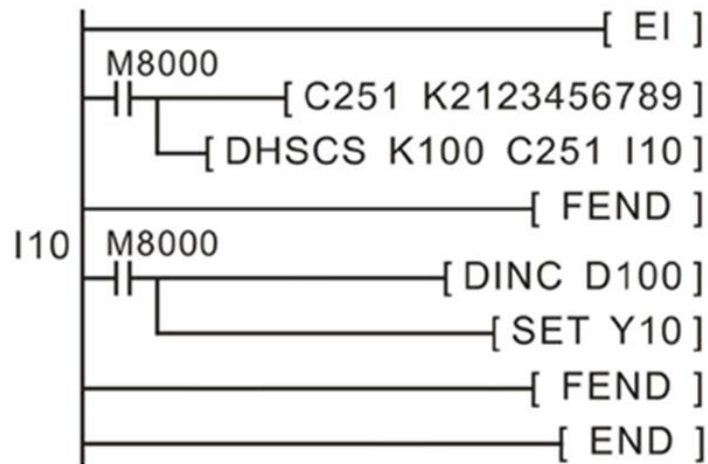 [ EI ]
M8000
[ C251 K2123456789 ]
[ DHSCS K100 C251 I10 ]
[ FEND ]
I10 M8000
[ DINC D100 ]
[ SET Y10 ]
[ FEND ]
[ END ]